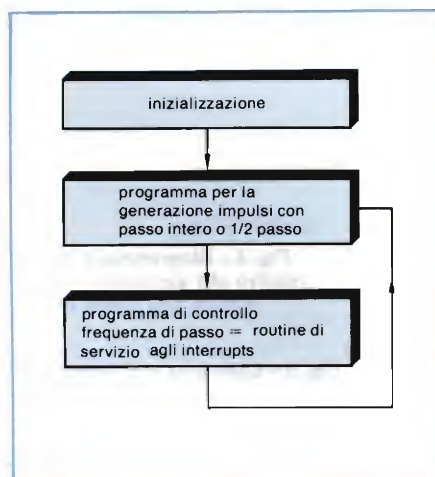 inizializzazione
programma per la
generazione impulsi con
passo intero o 1/2 passo
programma di controllo
frequenza di passo = routine di
servizio agli interrupts